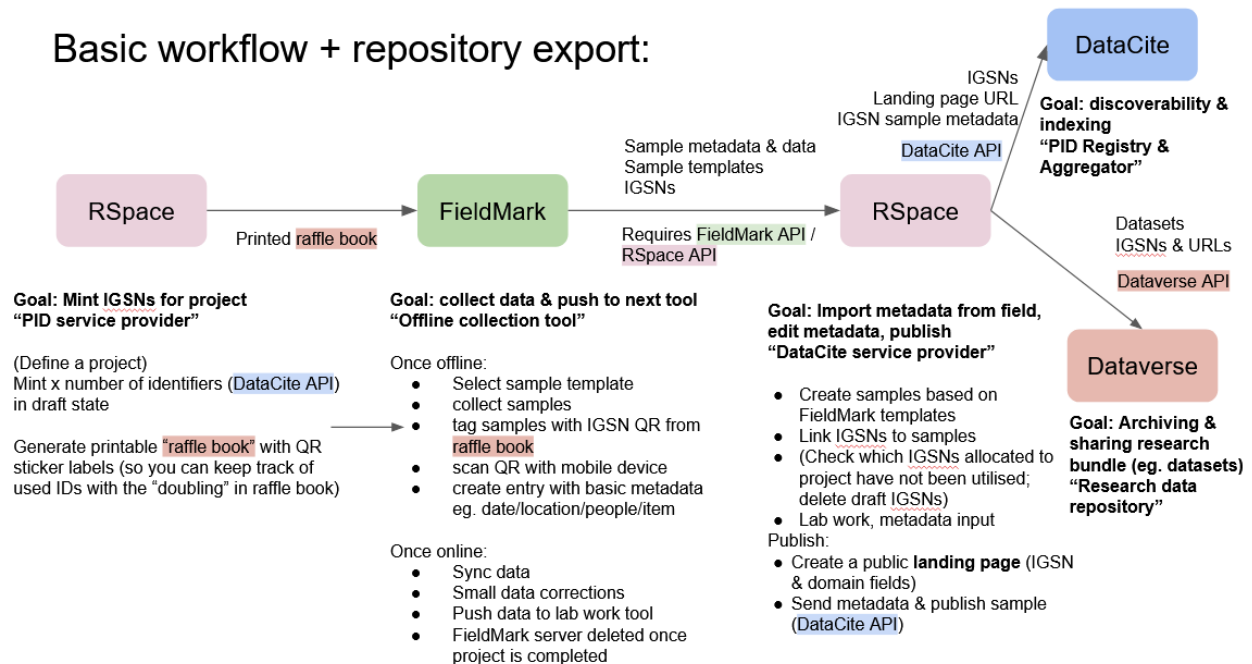 Basic workflow + repository export:
DataCite
IGSNs
Landing page URL
IGSN sample metadata
DataCite API
Goal: discoverability &
indexing
“PID Registry &
Aggregator”
RSpace
Printed raffle book
FieldMark
Sample metadata & data
Sample templates
IGSNs
Requires FieldMark API /
RSpace API
RSpace
Datasets
IGSNs & URLs
Dataverse API
Dataverse
Goal: Archiving &
sharing research
bundle (eg. datasets)
“Research data
repository”
Goal: Mint IGSNs for project
“PID service provider”
(Define a project)
Mint x number of identifiers (DataCite API)
in draft state
Generate printable “raffle book” with QR
sticker labels (so you can keep track of
used IDs with the “doubling” in raffle book)
Goal: collect data & push to next tool
“Offline collection tool”
Once offline:
● Select sample template
● collect samples
● tag samples with IGSN QR from
raffle book
● scan QR with mobile device
● create entry with basic metadata
eg. date/location/people/item
Once online:
● Sync data
● Small data corrections
● Push data to lab work tool
● FieldMark server deleted once
project is completed
Goal: Import metadata from field,
edit metadata, publish
“DataCite service provider”
● Create samples based on
FieldMark templates
● Link IGSNs to samples
● (Check which IGSNs allocated to
project have not been utilised;
delete draft IGSNs)
● Lab work, metadata input
Publish:
● Create a public landing page (IGSN
& domain fields)
● Send metadata & publish sample
(DataCite API)